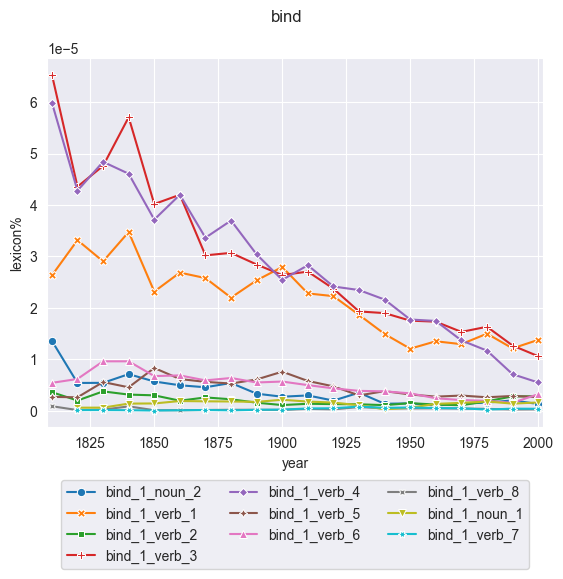 bind
1e−5
6
5
4
3
2
1
0
lexicon%
1825 1850 1875 1900 1925 1950 1975 2000
year
bind_1_noun_2 bind_1_verb_4 bind_1_verb_8
bind_1_verb_1 bind_1_verb_5 bind_1_noun_1
bind_1_verb_2 bind_1_verb_6 bind_1_verb_7
bind_1_verb_3